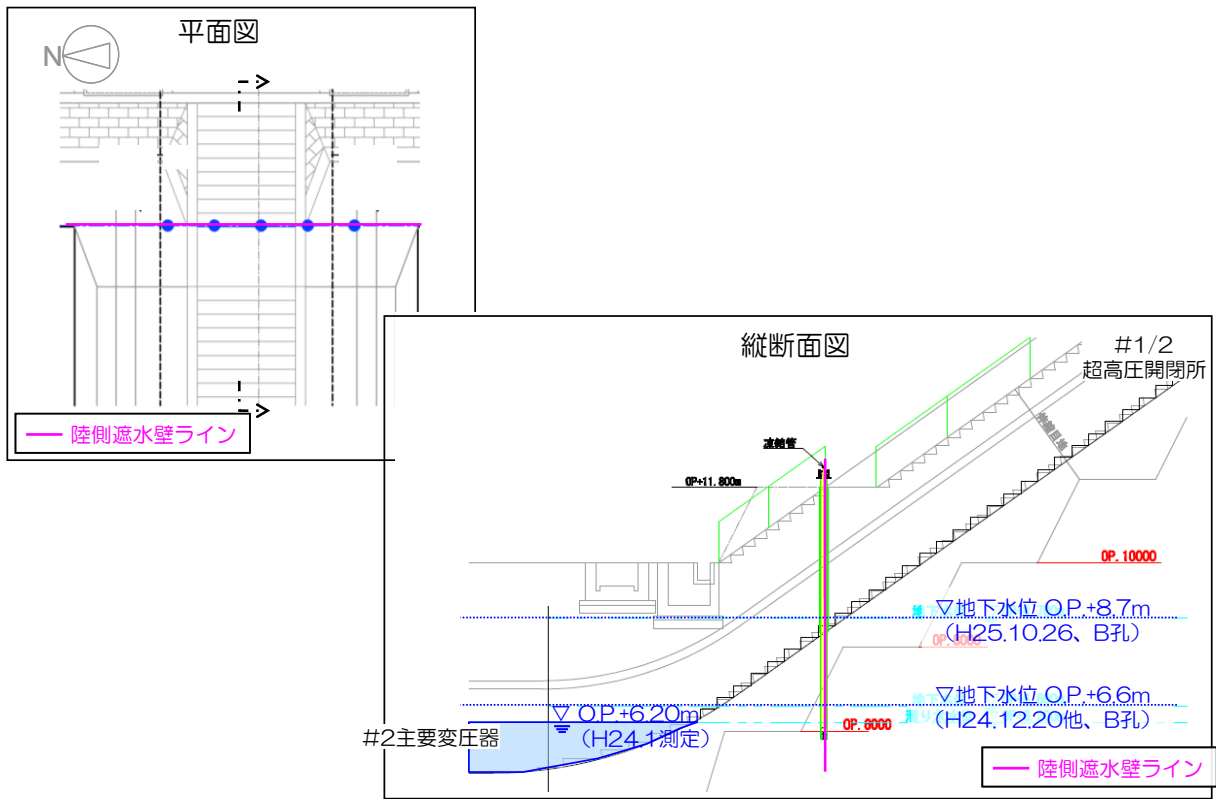 平面図
N
陸側遮水壁ライン
縦断面図
#1/2
超高圧開閉所
凍結管
伸縮目地
OP+11.800m
OP.10000
▽地下水位 O.P.+8.7m
(H25.10.26、B孔)
▽地下水位 O.P.+6.6m
(H24.12.20他、B孔)
▽ O.P.+6.20m
(H24.1測定)
OP.6000
#2主要変圧器
陸側遮水壁ライン